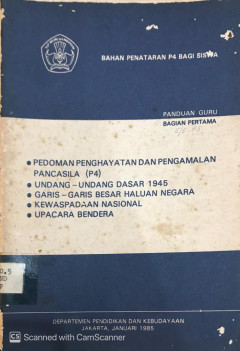 BAHAN PENATARAN P4 BAGI SISWA
PANDUAN GURU
BAGIAN PERTAMA
• PEDOMAN PENGHAYATAN DAN PENGAMALAN
PANCASILA (P4)
• UNDANG – UNDANG DASAR 1945
• GARIS – GARIS BESAR HALUAN NEGARA
• KEWASPADAAN NASIONAL
• UPACARA BENDERA
DEPARTEMEN PENDIDIKAN DAN KEBUDAYAAN
JAKARTA, JANUARI 1985
CS Scanned with CamScanner